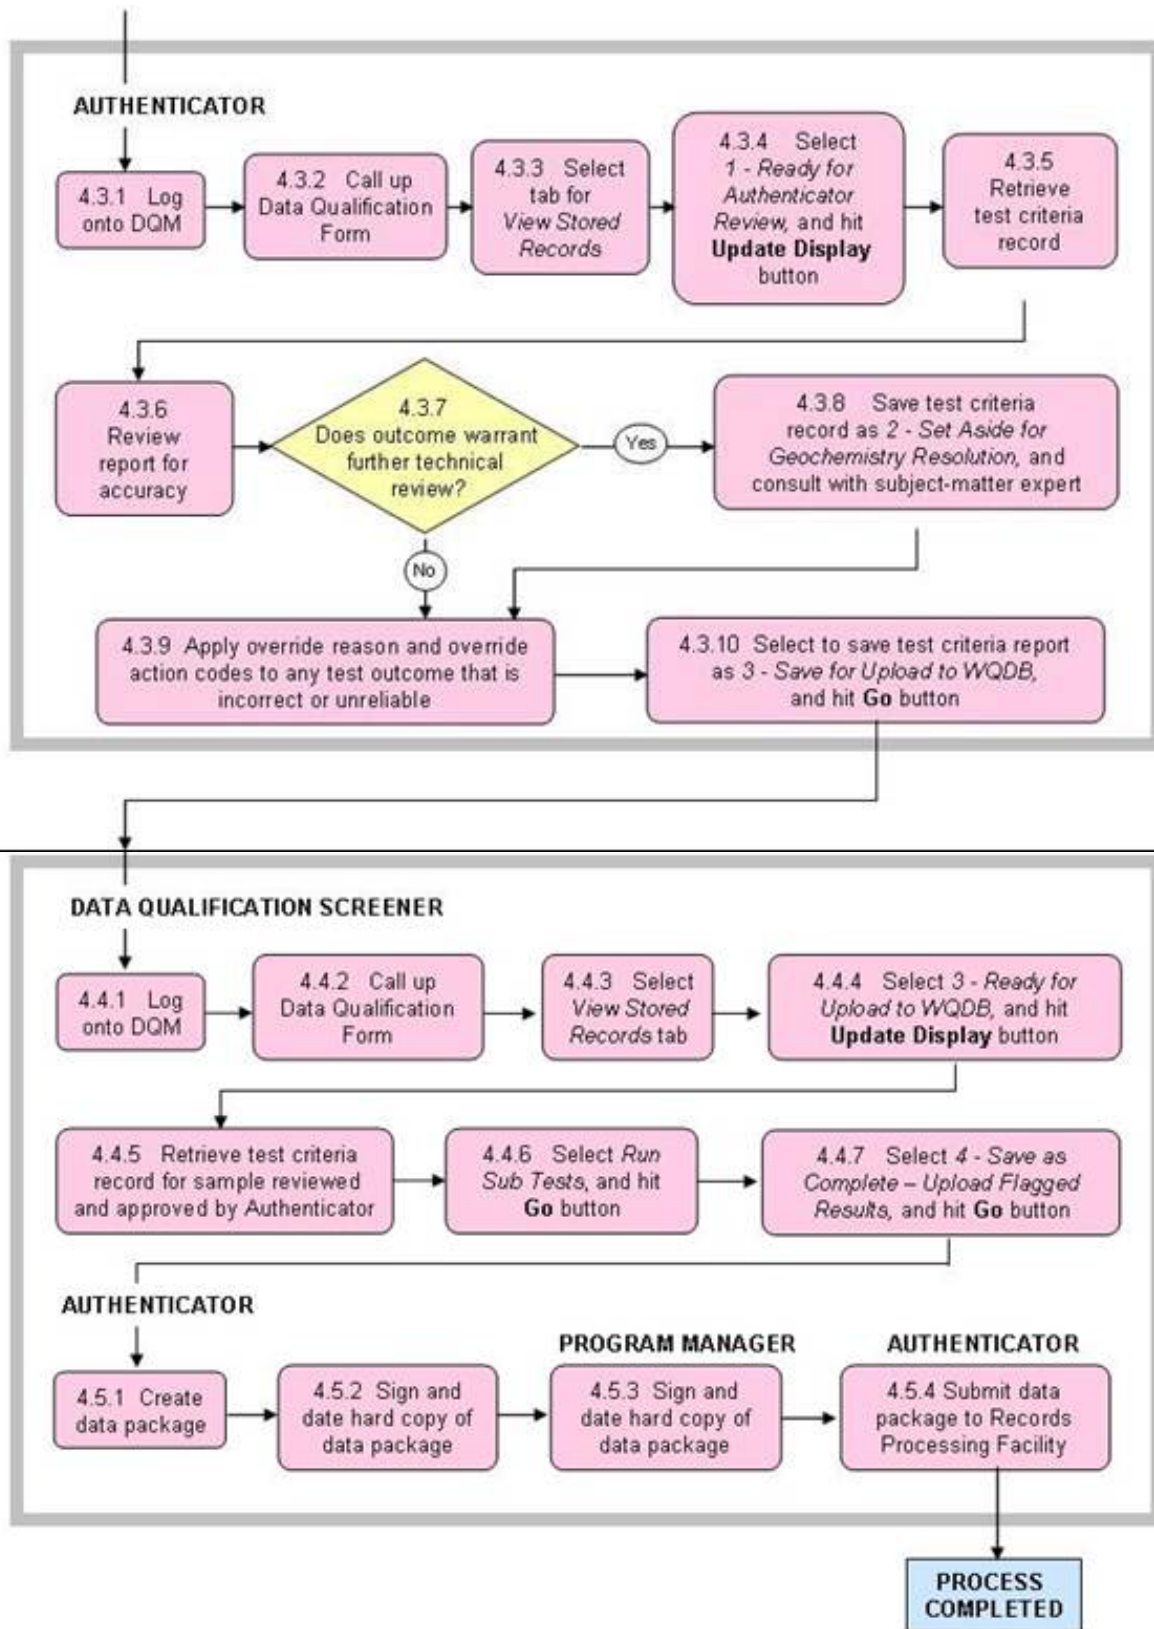 AUTHENTICATOR
4.3.1 Log
onto DQM
4.3.2 Call up
Data Qualification
Form
4.3.3 Select
tab for
View Stored
Records
4.3.4 Select
1 - Ready for
Authenticator
Review, and hit
Update Display
button
4.3.5
Retrieve
test criteria
record
4.3.6
Review
report for
accuracy
4.3.7
Does outcome warrant
further technical
review?
Yes
4.3.8 Save test criteria
record as 2 - Set Aside for
Geochemistry Resolution, and
consult with subject-matter expert
No
4.3.9 Apply override reason and override
action codes to any test outcome that is
incorrect or unreliable
4.3.10 Select to save test criteria report
as 3 - Save for Upload to WQDB,
and hit Go button
DATA QUALIFICATION SCREENER
4.4.1 Log
onto DQM
4.4.2 Call up
Data Qualification
Form
4.4.3 Select
View Stored
Records tab
4.4.4 Select 3 - Ready for
Upload to WQDB, and hit
Update Display button
4.4.5 Retrieve test criteria
record for sample reviewed
and approved by Authenticator
4.4.6 Select Run
Sub Tests, and hit
Go button
4.4.7 Select 4 - Save as
Complete – Upload Flagged
Results, and hit Go button
AUTHENTICATOR
4.5.1 Create
data package
4.5.2 Sign and
date hard copy of
data package
PROGRAM MANAGER
4.5.3 Sign and
date hard copy of
data package
AUTHENTICATOR
4.5.4 Submit data
package to Records
Processing Facility
PROCESS
COMPLETED